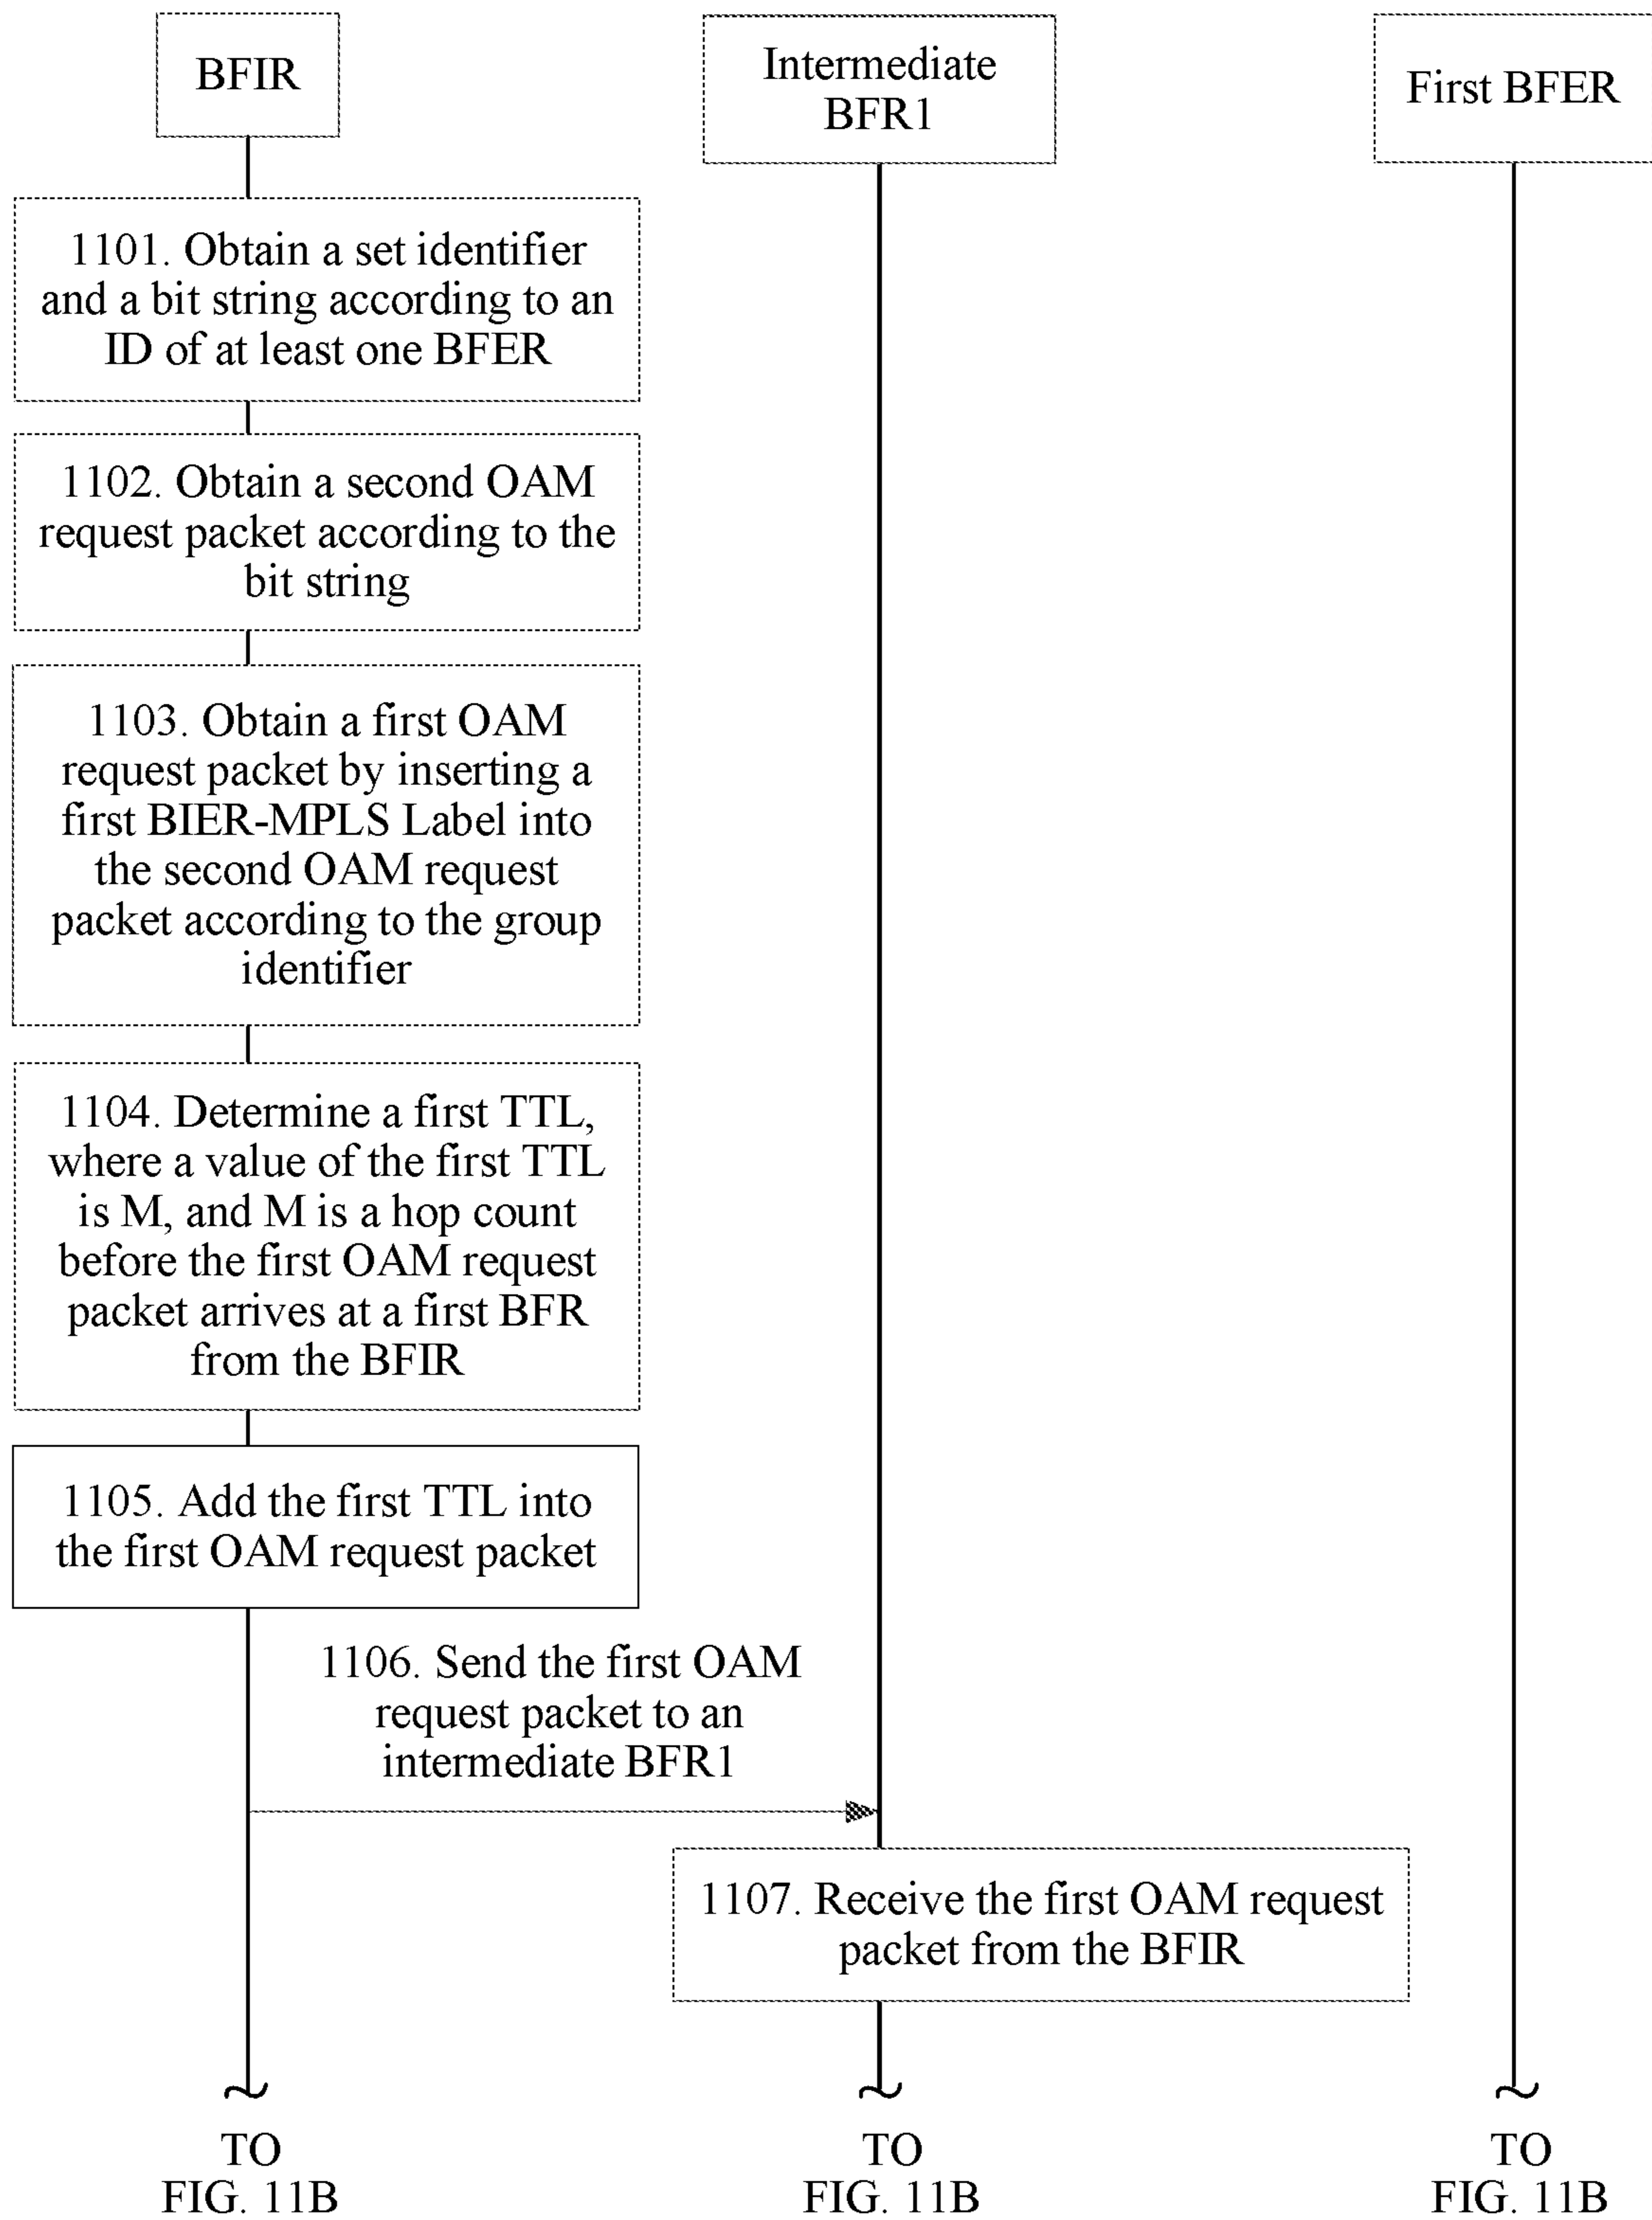 BFIR
Intermediate
BFR1
First BFER
1101. Obtain a set identifier
and a bit string according to an
ID of at least one BFER
1102. Obtain a second OAM
request packet according to the
bit string
1103. Obtain a first OAM
request packet by inserting a
first BIER-MPLS Label into
the second OAM request
packet according to the group
identifier
1104. Determine a first TTL,
where a value of the first TTL
is M, and M is a hop count
before the first OAM request
packet arrives at a first BFR
from the BFIR
1105. Add the first TTL into
the first OAM request packet
1106. Send the first OAM
request packet to an
intermediate BFR1
1107. Receive the first OAM request
packet from the BFIR
TO
FIG. 11B
TO
FIG. 11B
TO
FIG. 11B